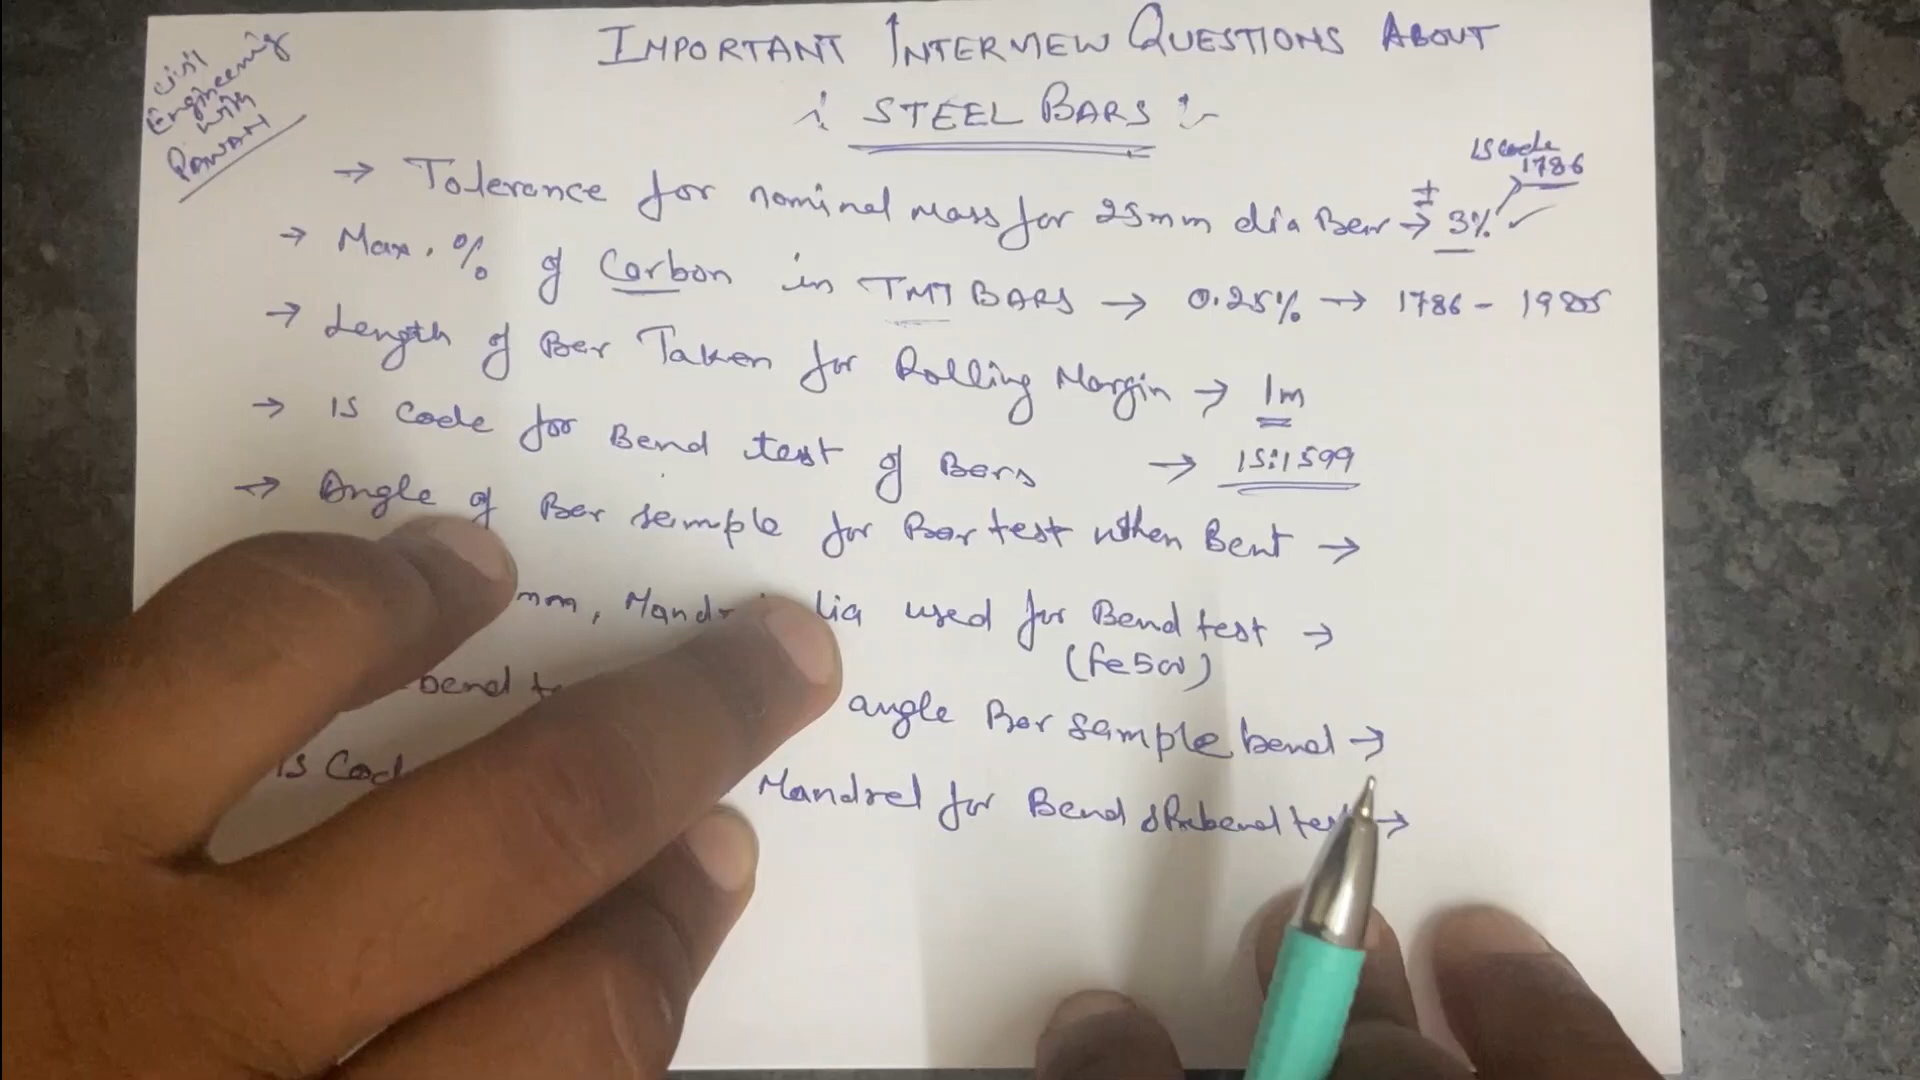 Civil
Engineering
with
PAWAN
IMPORTANT INTERVIEW QUESTIONS ABOUT
STEEL BARS :-
IS Code
1786
→ Tolerance for nominal mass for 25mm dia Bar → ± 3% ✓
→ Max. % of Carbon in TMT BARS → 0.25% → 1786 - 1985
→ Length of Bar Taken for Rolling Margin → 1m
→ IS Code for Bend test of Bars → IS:1599
→ Angle of Bar sample for Bar test when Bent →
mm, Mandr dia used for Bend test →
(Fe500)
bend angle Bar sample bend →
IS Code Mandrel for Bend & Rebend test →